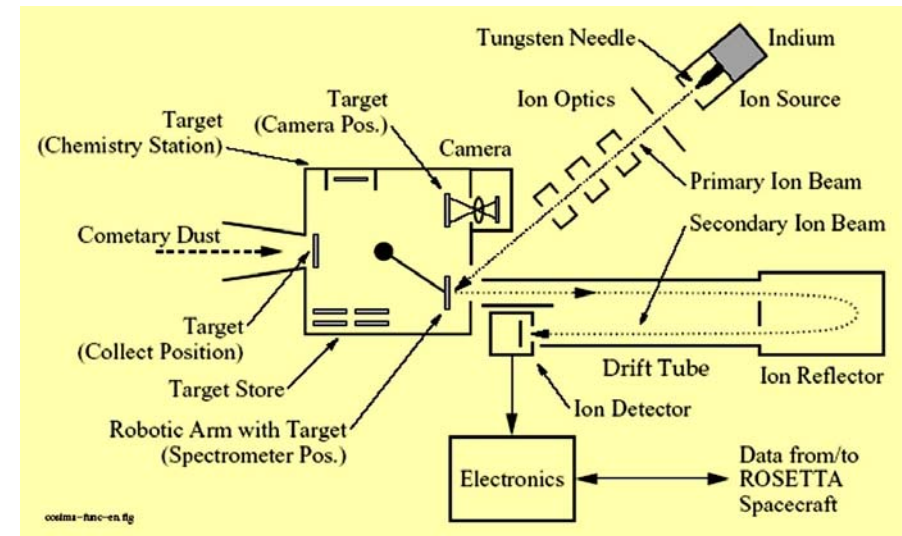 Tungsten Needle
Indium
Ion Optics
Ion Source
Target
(Camera Pos.)
Target
(Chemistry Station)
Camera
Primary Ion Beam
Secondary Ion Beam
Cometary Dust
Target
(Collect Position)
Drift Tube
Ion Reflector
Target Store
Ion Detector
Robotic Arm with Target
(Spectrometer Pos.)
Electronics
Data from/to
ROSETTA
Spacecraft
cosima-func-en.fig